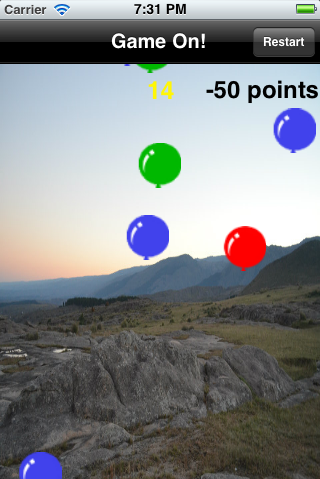 Carrier 7:31 PM
Game On!
Restart
14 -50 points